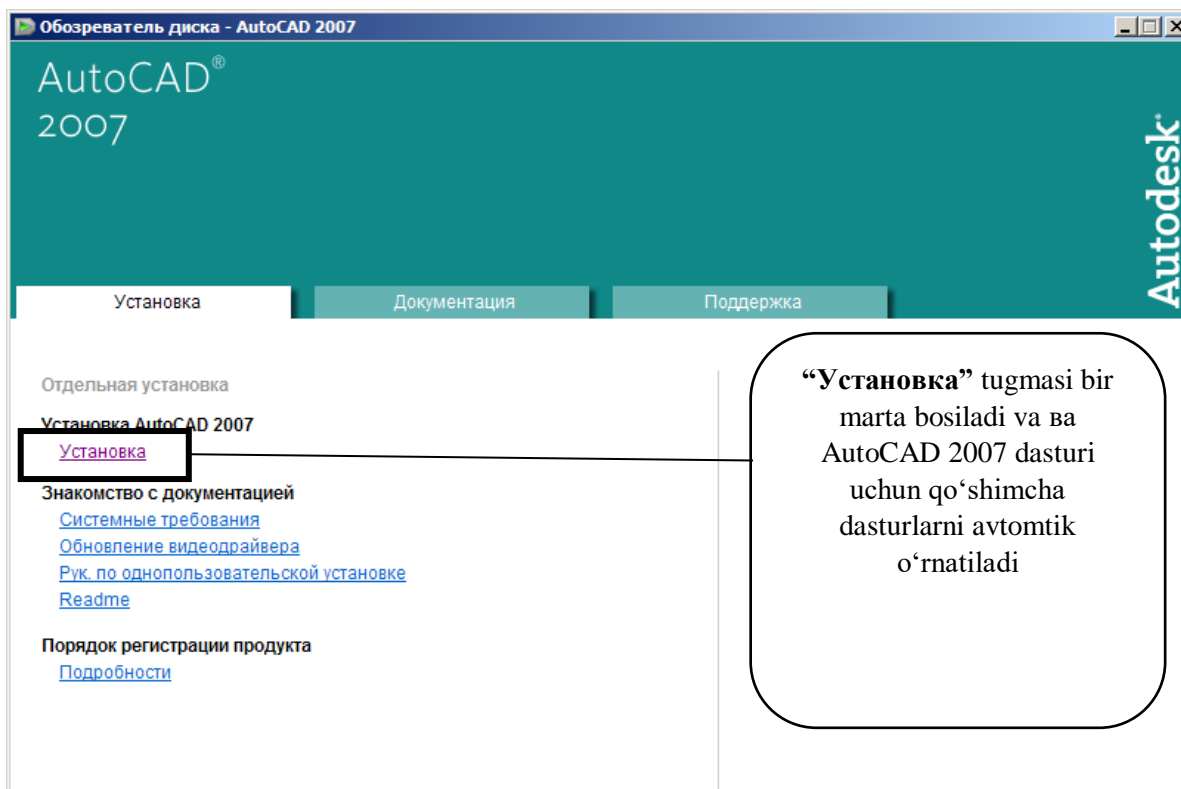 Обозреватель диска - AutoCAD 2007
AutoCAD®
2007
Autodesk
Установка
Документация
Поддержка
Отдельная установка
Установка AutoCAD 2007
Установка
Знакомство с документацией
Системные требования
Обновление видеодрайвера
Рук. по однопользовательской установке
Readme
Порядок регистрации продукта
Подробности
“Установка” tugmasi bir
marta bosiladi va ва
AutoCAD 2007 dasturi
uchun qo‘shimcha
dasturlarni avtomtik
o‘rnatiladi